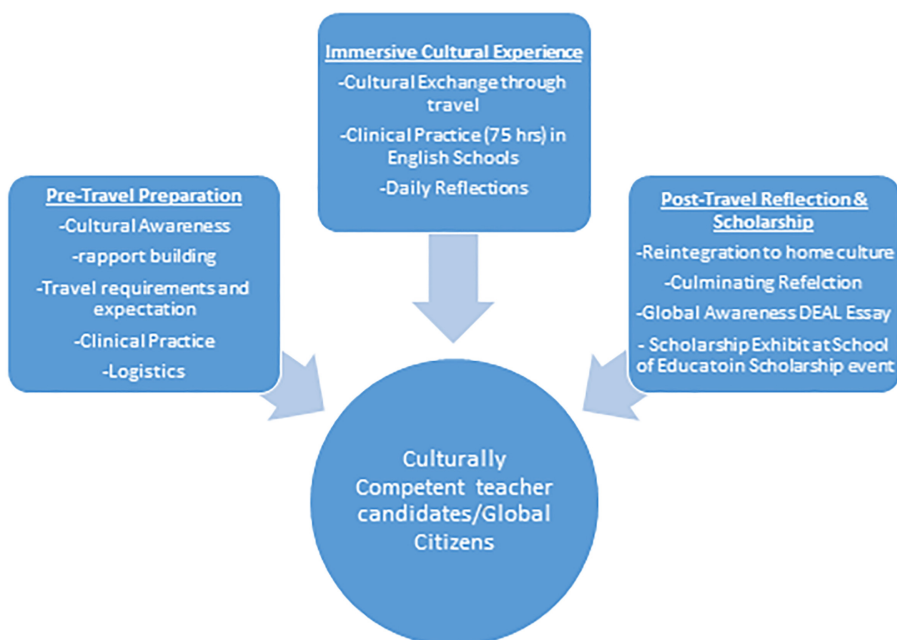 Immersive Cultural Experience
-Cultural Exchange through
travel
-Clinical Practice (75 hrs) in
English Schools
-Daily Reflections
Pre-Travel Preparation
-Cultural Awareness
-rapport building
-Travel requirements and
expectation
-Clinical Practice
-Logistics
Post-Travel Reflection &
Scholarship
-Reintegration to home culture
-Culminating Refelction
-Global Awareness DEAL Essay
- Scholarship Exhibit at School
of Educatoin Scholarship event
Culturally
Competent teacher
candidates/Global
Citizens